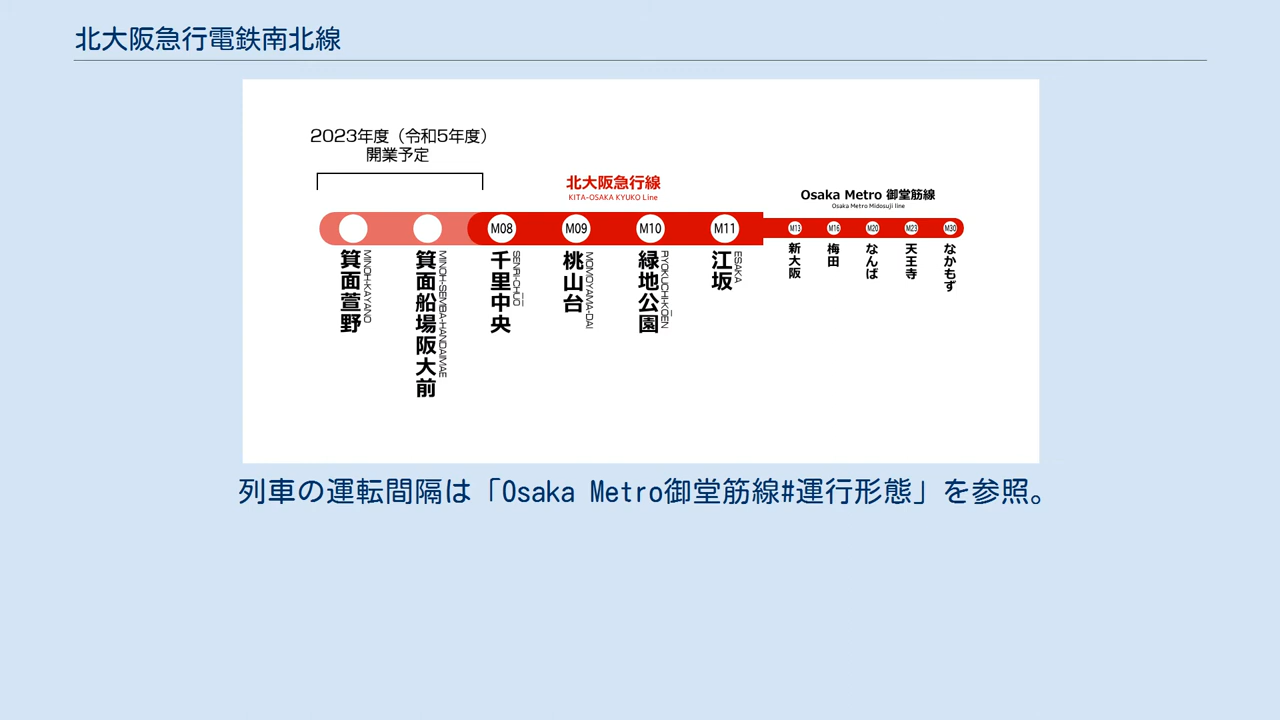 北大阪急行電鉄南北線
2023年度（令和5年度）
開業予定
北大阪急行線
KITA-OSAKA KYUKO Line
Osaka Metro 御堂筋線
Osaka Metro Midosuji line
M08
M09
M10
M11
M13
M16
M20
M23
M30
箕面萱野
MINOH-KAYANO
箕面船場阪大前
MINOH-SEMBA-HANDAIMAE
千里中央
SENRI-CHŪŌ
桃山台
MOMOYAMA-DAI
緑地公園
RYOKUCHI-KŌEN
江坂
ESAKA
新大阪
梅田
なんば
天王寺
なかもず
列車の運転間隔は「Osaka Metro御堂筋線#運行形態」を参照。